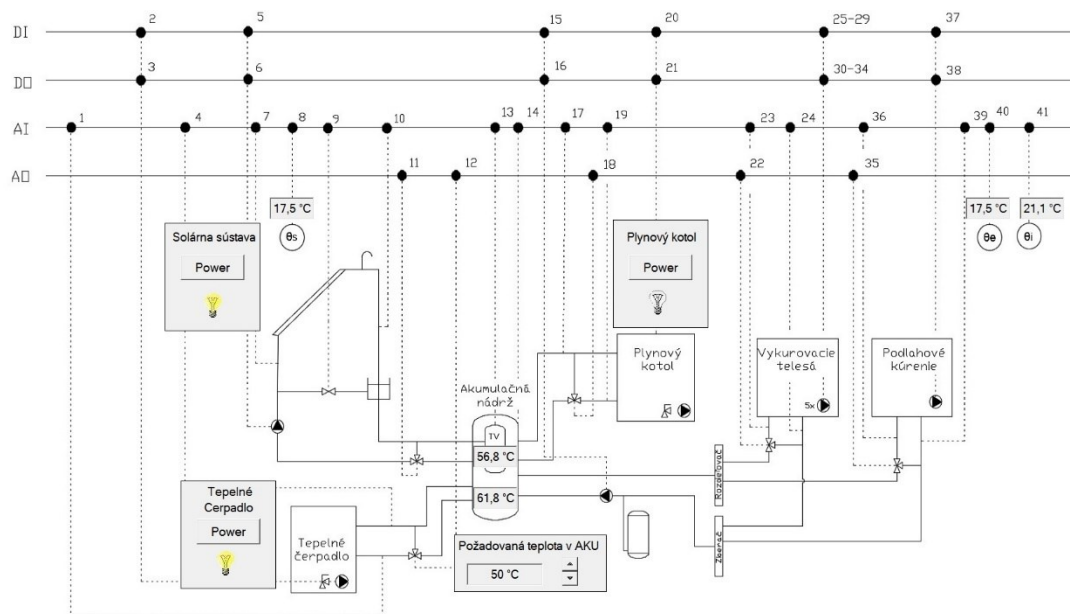 2 5 15 20 25-29 37
DI
3 6 16 21 30-34 38
DO
1 4 7 8 9 10 13 14 17 19 23 24 36 39 40 41
AI
11 12 18 22 35
AO
17,5 °C
17,5 °C
21,1 °C
θs
θe
θi
Solárna sústava
Power
Plynový kotol
Power
Plynový
kotol
Vykurovacie
telesá
5x
Podlahové
kúrenie
Akumulačná
nádrž
TV
56,8 °C
61,8 °C
Rozdeľovač
Zberač
Tepelné
Čerpadlo
Power
Tepelné
čerpadlo
Požadovaná teplota v AKU
50 °C